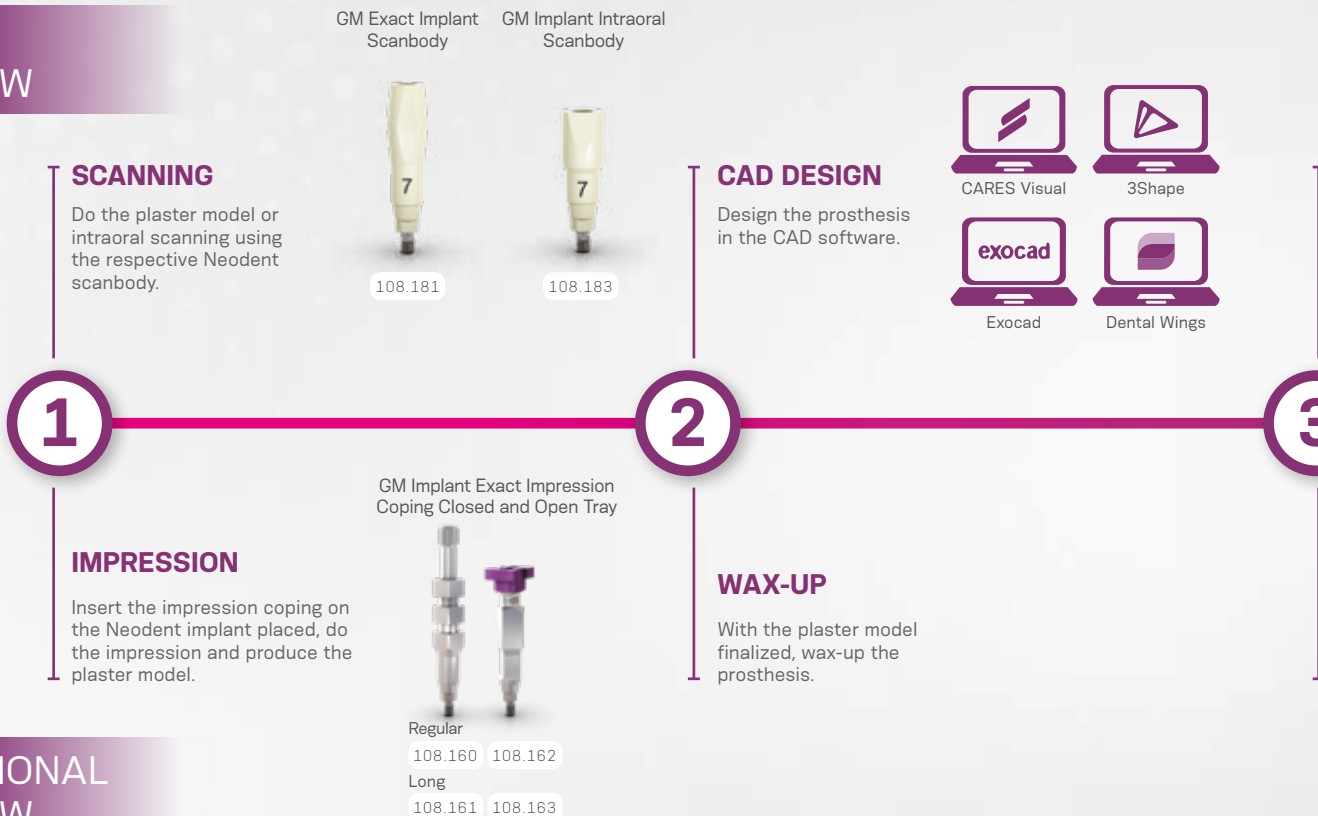 GM Exact Implant
Scanbody
GM Implant Intraoral
Scanbody
W
SCANNING
Do the plaster model or
intraoral scanning using
the respective Neodent
scanbody.
7
7
108.181
108.183
CAD DESIGN
Design the prosthesis
in the CAD software.
CARES Visual
3Shape
exocad
Exocad
Dental Wings
1
2
3
GM Implant Exact Impression
Coping Closed and Open Tray
IMPRESSION
Insert the impression coping on
the Neodent implant placed, do
the impression and produce the
plaster model.
WAX-UP
With the plaster model
finalized, wax-up the
prosthesis.
Regular
108.160 108.162
Long
108.161 108.163
IONAL
W